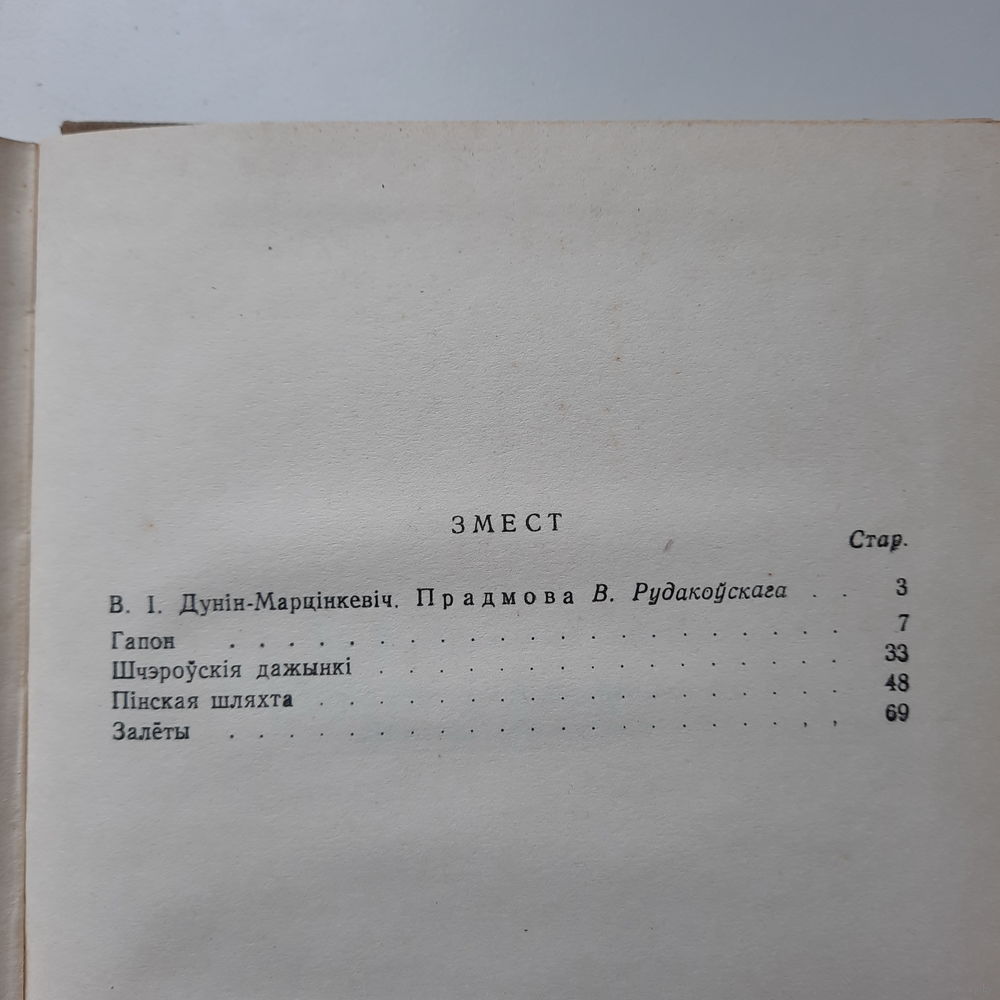 ЗМЕСТ
Стар.
В. І. Дунін-Марцінкевіч. Прадмова В. Рудакоўскага . . 3
Гапон . . . . . . . . . . . . . . . . . . . . . 7
Шчэроўскія дажынкі . . . . . . . . . . . . . . . . 33
Пінская шляхта . . . . . . . . . . . . . . . . . . 48
Залёты . . . . . . . . . . . . . . . . . . . , , 69